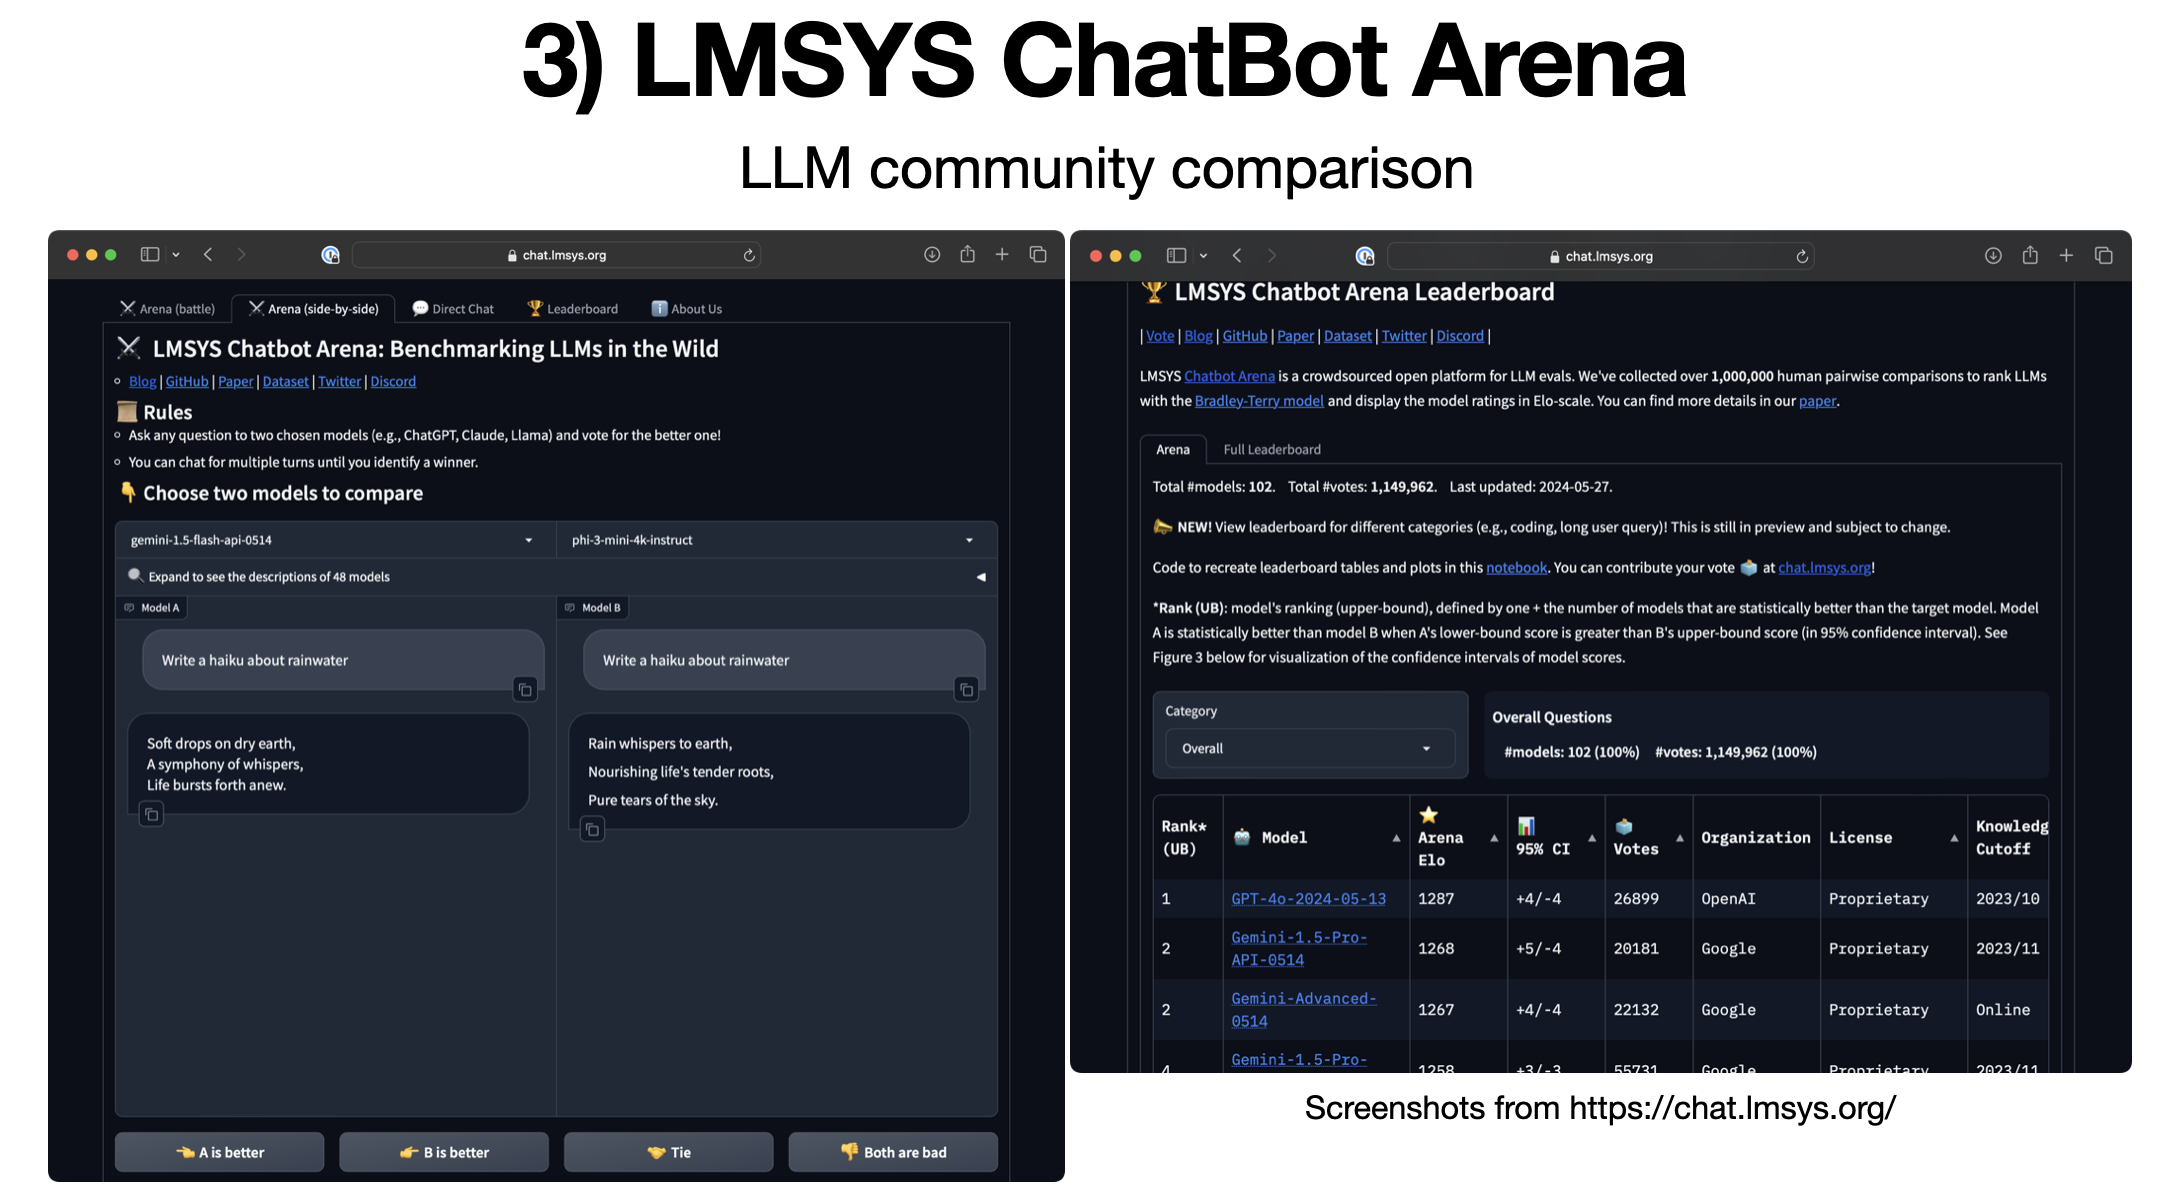 3) LMSYS ChatBot Arena
LLM community comparison
chat.lmsys.org
Arena (battle)
Arena (side-by-side)
Direct Chat
Leaderboard
About Us
LMSYS Chatbot Arena: Benchmarking LLMs in the Wild
Blog | GitHub | Paper | Dataset | Twitter | Discord
Rules
Ask any question to two chosen models (e.g., ChatGPT, Claude, Llama) and vote for the better one!
You can chat for multiple turns until you identify a winner.
Choose two models to compare
gemini-1.5-flash-api-0514
phi-3-mini-4k-instruct
Expand to see the descriptions of 48 models
Model A
Write a haiku about rainwater
Soft drops on dry earth,
A symphony of whispers,
Life bursts forth anew.
Model B
Write a haiku about rainwater
Rain whispers to earth,
Nourishing life's tender roots,
Pure tears of the sky.
A is better
B is better
Tie
Both are bad
chat.lmsys.org
LMSYS Chatbot Arena Leaderboard
| Vote | Blog | GitHub | Paper | Dataset | Twitter | Discord |
LMSYS Chatbot Arena is a crowdsourced open platform for LLM evals. We've collected over 1,000,000 human pairwise comparisons to rank LLMs
with the Bradley-Terry model and display the model ratings in Elo-scale. You can find more details in our paper.
Arena
Full Leaderboard
Total #models: 102. Total #votes: 1,149,962. Last updated: 2024-05-27.
NEW! View leaderboard for different categories (e.g., coding, long user query)! This is still in preview and subject to change.
Code to recreate leaderboard tables and plots in this notebook. You can contribute your vote at chat.lmsys.org!
*Rank (UB): model's ranking (upper-bound), defined by one + the number of models that are statistically better than the target model. Model
A is statistically better than model B when A's lower-bound score is greater than B's upper-bound score (in 95% confidence interval). See
Figure 3 below for visualization of the confidence intervals of model scores.
Category
Overall
Overall Questions
#models: 102 (100%) #votes: 1,149,962 (100%)
Rank* (UB) Model Arena Elo 95% CI Votes Organization License Knowledg Cutoff
1 GPT-4o-2024-05-13 1287 +4/-4 26899 OpenAI Proprietary 2023/10
2 Gemini-1.5-Pro-API-0514 1268 +5/-4 20181 Google Proprietary 2023/11
2 Gemini-Advanced-0514 1267 +4/-4 22132 Google Proprietary Online
4 Gemini-1.5-Pro- 1258 +3/-3 55731 Google Proprietary 2023/11
Screenshots from https://chat.lmsys.org/